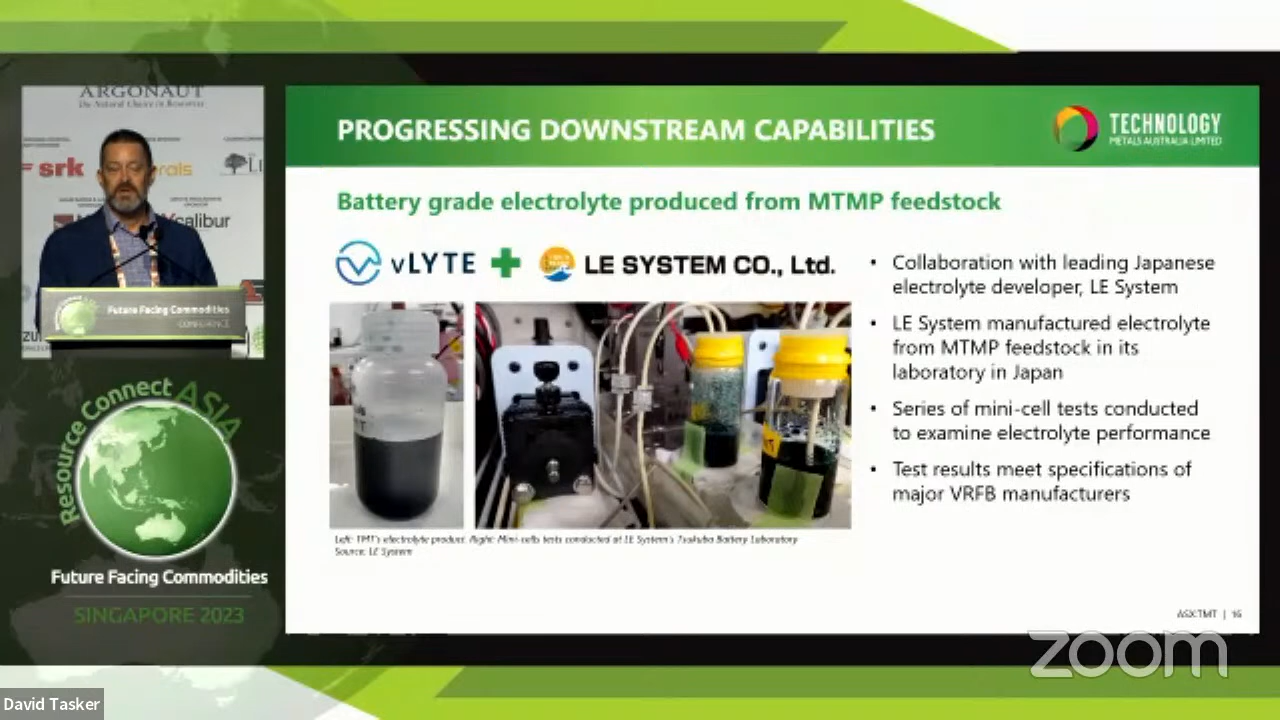 ARGONAUT
The Natural Choice in Resources
srk
Xcalibur
Future Facing Commodities
CONFERENCE
Resource Connect ASIA
Future Facing Commodities
SINGAPORE 2023
PROGRESSING DOWNSTREAM CAPABILITIES
TECHNOLOGY
METALS AUSTRALIA LIMITED
Battery grade electrolyte produced from MTMP feedstock
vLYTE + LE SYSTEM CO., Ltd.
• Collaboration with leading Japanese
electrolyte developer, LE System
• LE System manufactured electrolyte
from MTMP feedstock in its
laboratory in Japan
• Series of mini-cell tests conducted
to examine electrolyte performance
• Test results meet specifications of
major VRFB manufacturers
Left: TMT's electrolyte product. Right: Mini-cells tests conducted at LE System's Tsukuba Battery Laboratory
Source: LE System
ASX:TMT | 16
zoom
David Tasker